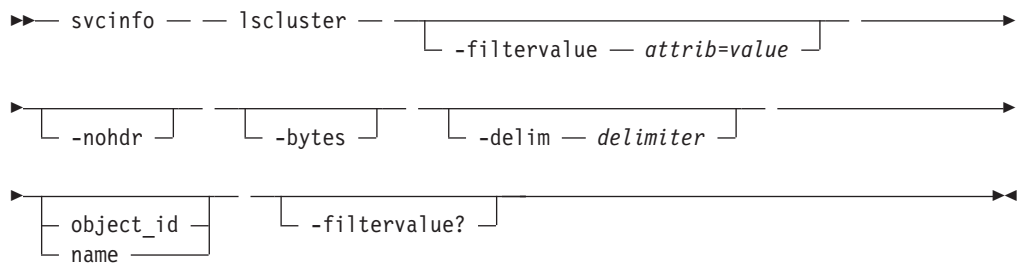 svcinfo lscluster
-filtervalue attrib=value
-nohdr -bytes -delim delimiter
object_id -filtervalue?
name